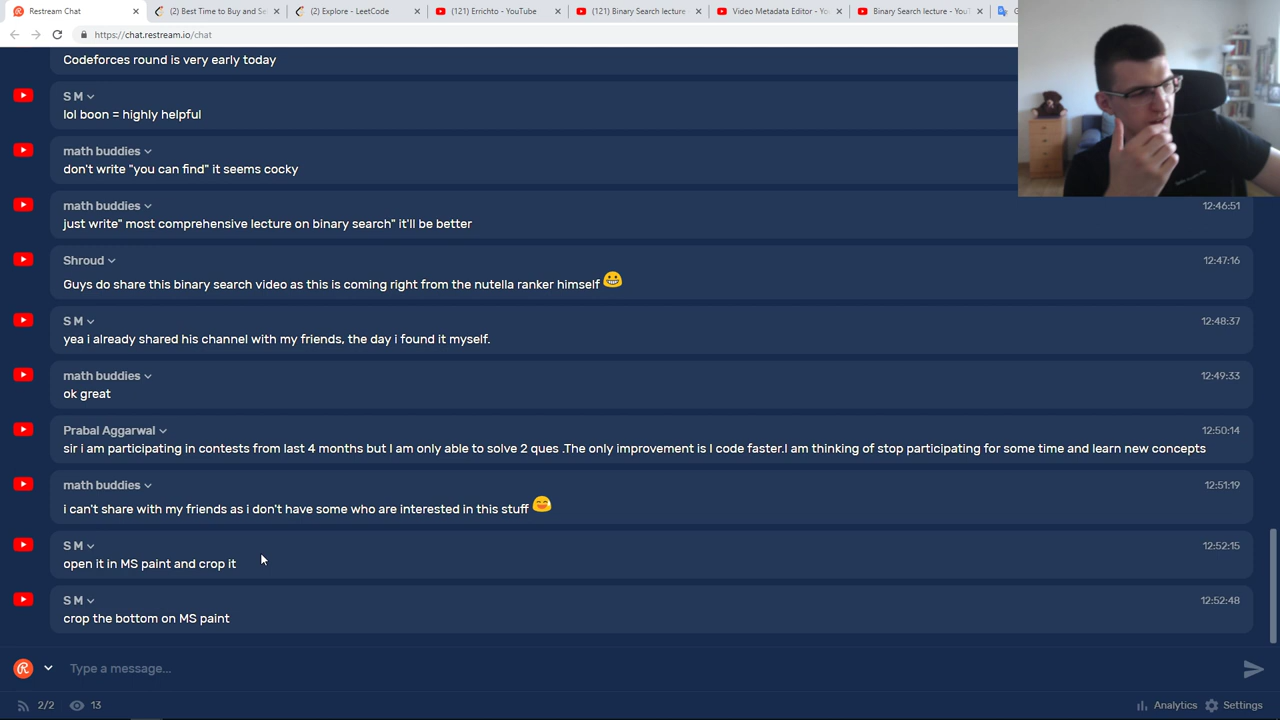 Restream Chat
(2) Best Time to Buy and Se
(2) Explore - LeetCode
(121) Errichto - YouTube
(121) Binary Search lecture
Video Metadata Editor - Yo
Binary Search lecture - You
https://chat.restream.io/chat
Codeforces round is very early today
S M
lol boon = highly helpful
math buddies
don't write "you can find" it seems cocky
math buddies
12:46:51
just write" most comprehensive lecture on binary search" it'll be better
Shroud
12:47:16
Guys do share this binary search video as this is coming right from the nutella ranker himself 😬
S M
12:48:37
yea i already shared his channel with my friends, the day i found it myself.
math buddies
12:49:33
ok great
Prabal Aggarwal
12:50:14
sir i am participating in contests from last 4 months but I am only able to solve 2 ques .The only improvement is I code faster.I am thinking of stop participating for some time and learn new concepts
math buddies
12:51:19
i can't share with my friends as i don't have some who are interested in this stuff 😅
S M
12:52:15
open it in MS paint and crop it
S M
12:52:48
crop the bottom on MS paint
Type a message...
2/2
13
Analytics
Settings